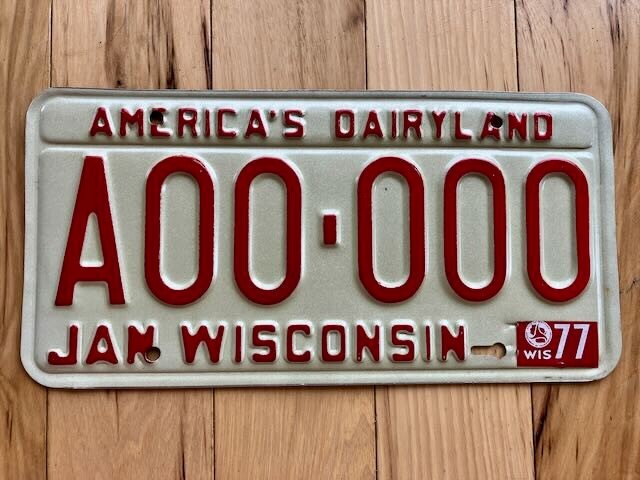 AMERICA'S DAIRYLAND
A00-000
JAN WISCONSIN WIS 77